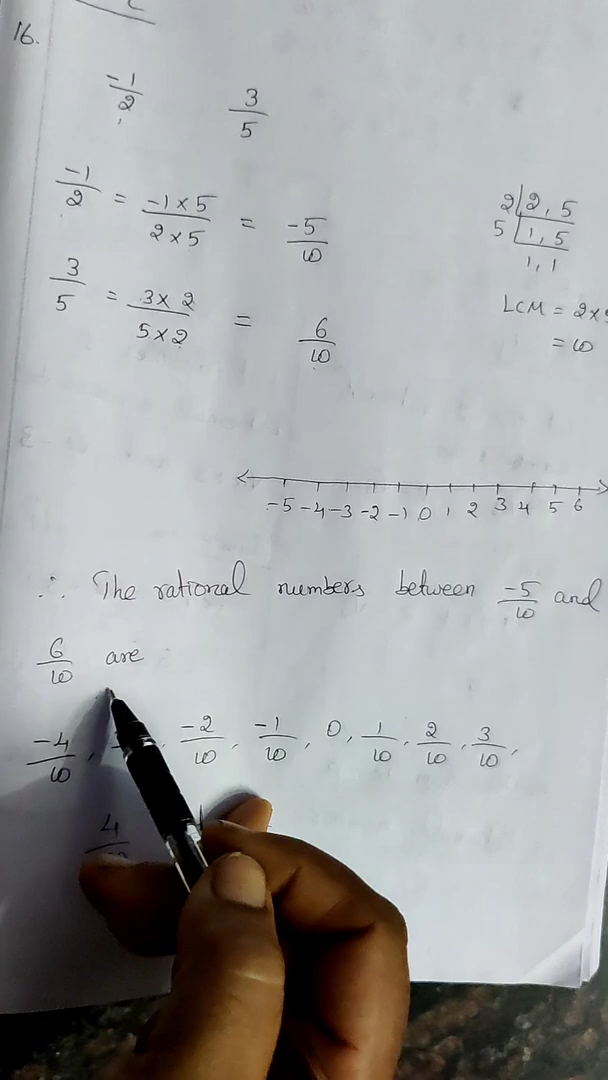 16.
-1/2 3/5
-1/2 = -1×5/2×5 = -5/10
2 | 2, 5
5 | 1, 5
1, 1
3/5 = 3×2/5×2 = 6/10
LCM = 2×
= 10
-5 -4 -3 -2 -1 0 1 2 3 4 5 6
∴ The rational numbers between -5/10 and
6/10 are
-4/10, , -2/10, -1/10, 0, 1/10, 2/10, 3/10,
4